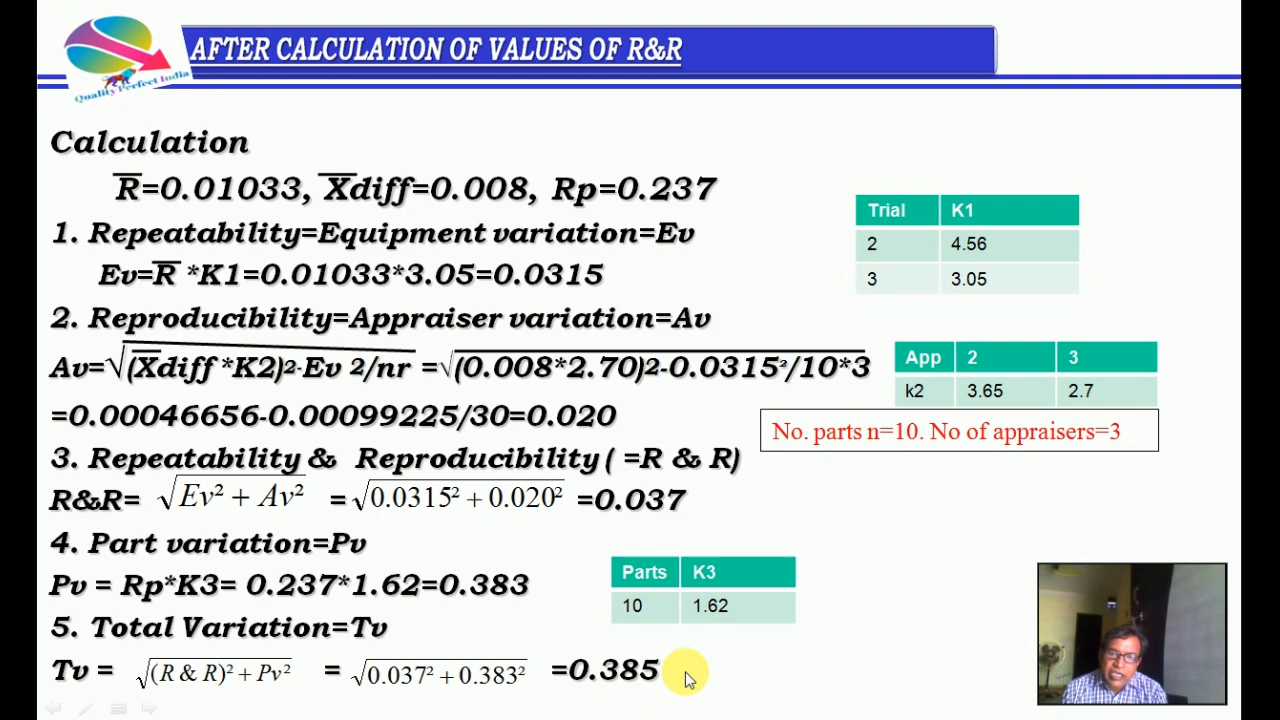 AFTER CALCULATION OF VALUES OF R&R
Quality Perfect India
Calculation
R̅=0.01033, X̅diff=0.008, Rp=0.237
1. Repeatability=Equipment variation=Ev
Ev=R̅ *K1=0.01033*3.05=0.0315
Trial K1
2 4.56
3 3.05
2. Reproducibility=Appraiser variation=Av
Av=√(X̅diff*K2)²-Ev 2/nr =√(0.008*2.70)2-0.0315²/10*3
=0.00046656-0.00099225/30=0.020
App 2 3
k2 3.65 2.7
No. parts n=10. No of appraisers=3
3. Repeatability & Reproducibility ( =R & R)
R&R= √Ev² + Av² = √0.0315² + 0.020² =0.037
4. Part variation=Pv
Pv = Rp*K3= 0.237*1.62=0.383
Parts K3
10 1.62
5. Total Variation=Tv
Tv = √(R & R)² + Pv² = √0.037² + 0.383² =0.385